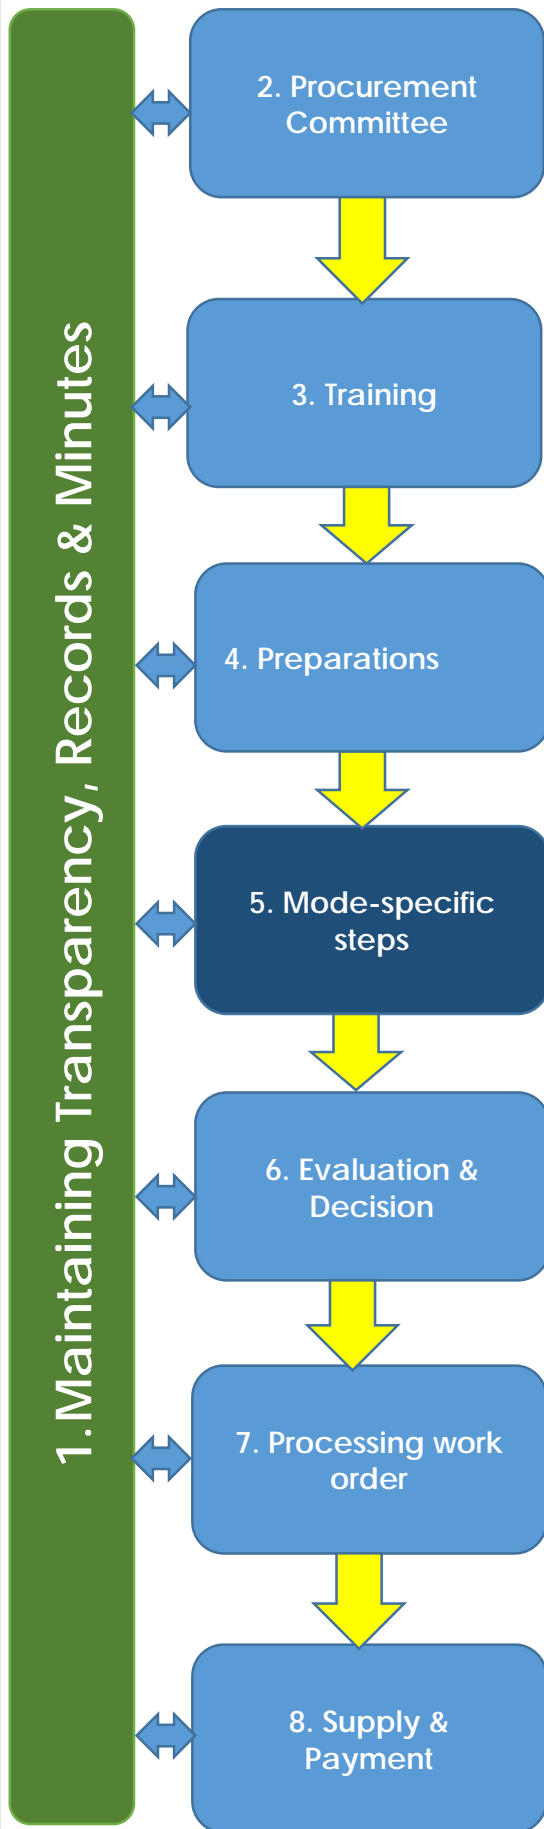 1.Maintaining Transparency, Records & Minutes
2. Procurement
Committee
3. Training
4. Preparations
5. Mode-specific
steps
6. Evaluation &
Decision
7. Processing work
order
8. Supply &
Payment